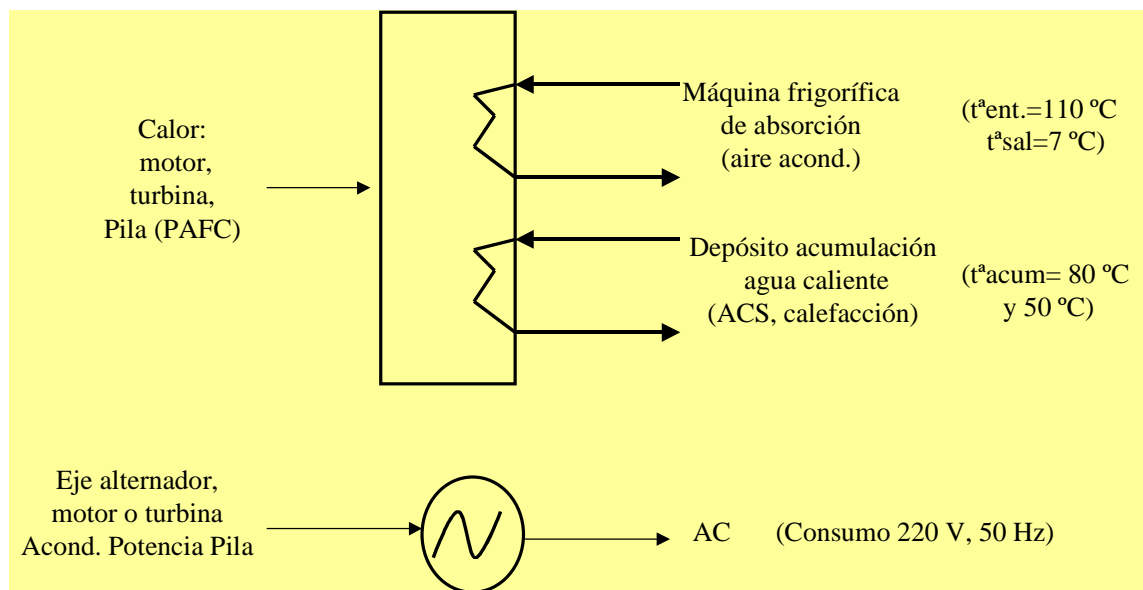 Calor:
motor,
turbina,
Pila (PAFC)
Máquina frigorífica
de absorción
(aire acond.)
(tªent.=110 ºC
tªsal=7 ºC)
Depósito acumulación
agua caliente
(ACS, calefacción)
(tªacum= 80 ºC
y 50 ºC)
Eje alternador,
motor o turbina
Acond. Potencia Pila
AC
(Consumo 220 V, 50 Hz)